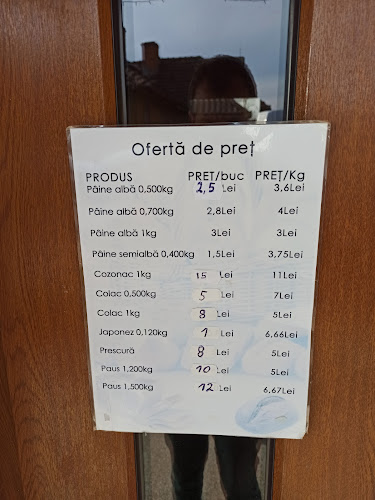 Ofertă de preț
PRODUS PREȚ/buc PREȚ/Kg
Pâine albă 0,500kg 2,5 Lei 3,6Lei
Pâine albă 0,700kg 2,8Lei 4Lei
Pâine albă 1kg 3Lei 3Lei
Pâine semialbă 0,400kg 1,5Lei 3,75Lei
Cozonac 1kg 15 Lei 11Lei
Colac 0,500kg 5 Lei 7Lei
Colac 1kg 8 Lei 5Lei
Japonez 0,120kg 1 Lei 6,66Lei
Prescură 8 Lei 5Lei
Paus 1,200kg 10 Lei 5Lei
Paus 1,500kg 12 Lei 6,67Lei